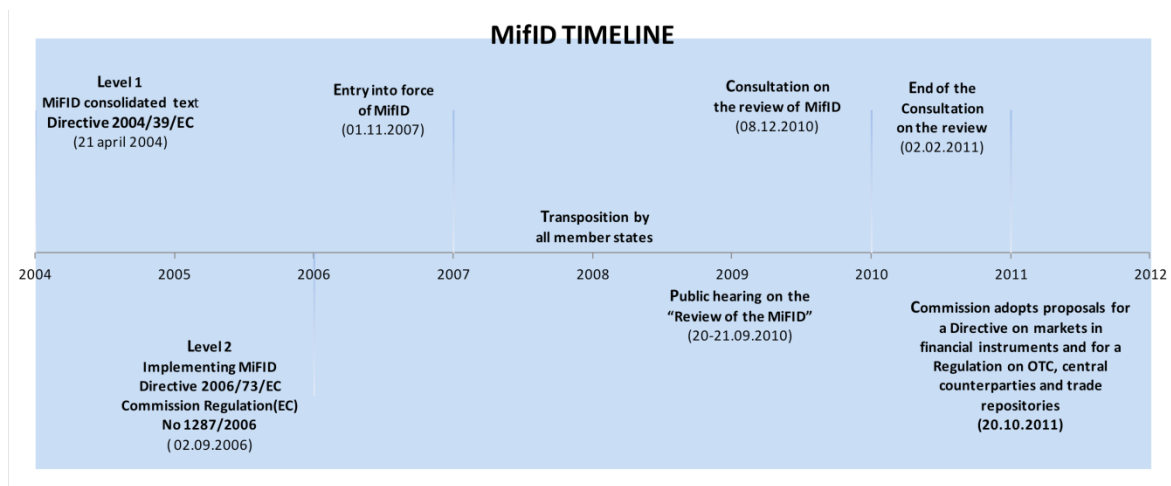 MifID TIMELINE
Level 1
MiFID consolidated text
Directive 2004/39/EC
(21 april 2004)
Entry into force
of MifID
(01.11.2007)
Consultation on
the review of MifID
(08.12.2010)
End of the
Consultation
on the review
(02.02.2011)
Transposition by
all member states
2004 2005 2006 2007 2008 2009 2010 2011 2012
Level 2
Implementing MiFID
Directive 2006/73/EC
Commission Regulation(EC)
No 1287/2006
( 02.09.2006)
Public hearing on the
“Review of the MiFID”
(20-21.09.2010)
Commission adopts proposals for
a Directive on markets in
financial instruments and for a
Regulation on OTC, central
counterparties and trade
repositories
(20.10.2011)